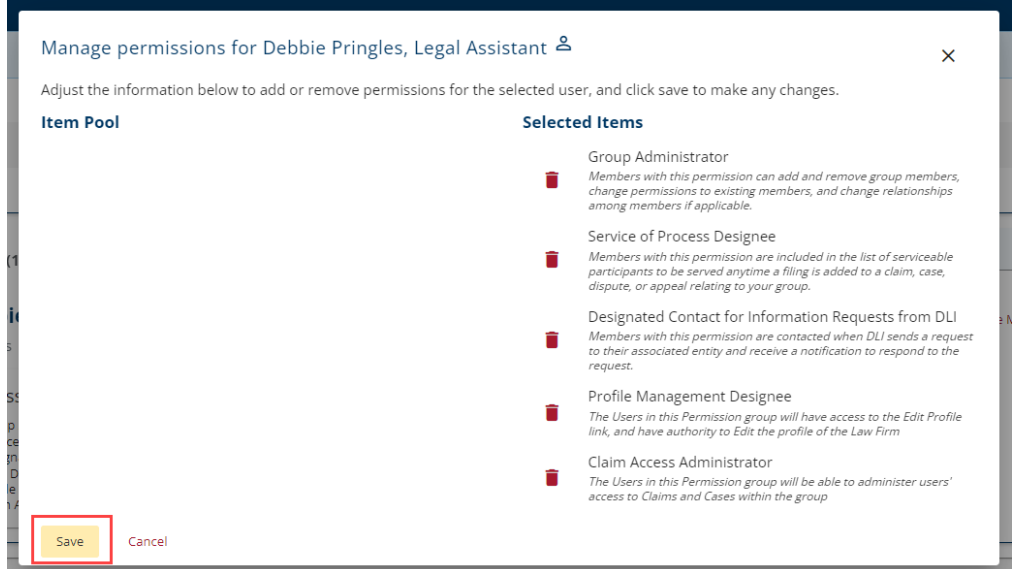 Manage permissions for Debbie Pringles, Legal Assistant
Adjust the information below to add or remove permissions for the selected user, and click save to make any changes.
Item Pool
Selected Items
Group Administrator
Members with this permission can add and remove group members,
change permissions to existing members, and change relationships
among members if applicable.
Service of Process Designee
Members with this permission are included in the list of serviceable
participants to be served anytime a filing is added to a claim, case,
dispute, or appeal relating to your group.
Designated Contact for Information Requests from DLI
Members with this permission are contacted when DLI sends a request
to their associated entity and receive a notification to respond to the
request.
Profile Management Designee
The Users in this Permission group will have access to the Edit Profile
link, and have authority to Edit the profile of the Law Firm
Claim Access Administrator
The Users in this Permission group will be able to administer users'
access to Claims and Cases within the group
Save
Cancel